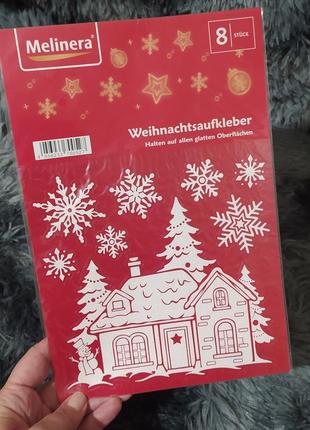 Melinera®
8 STÜCK
Weihnachtsaufkleber
Halten auf allen glatten Oberflächen